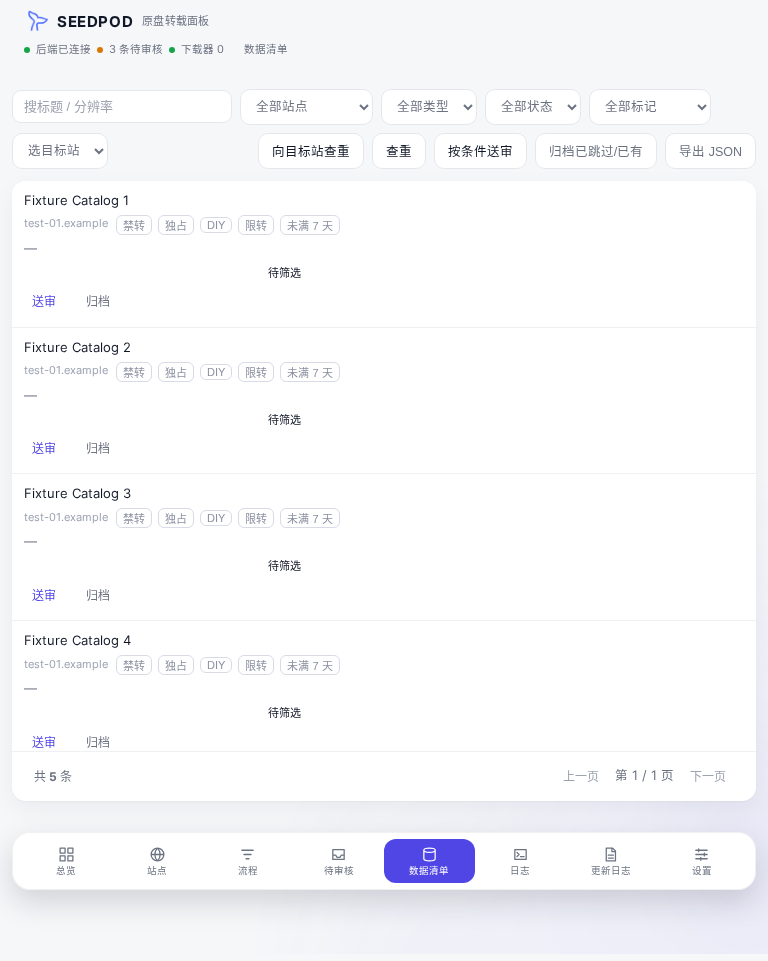 SEEDPOD 原盘转载面板
后端已连接 3 条待审核 下载器 0 数据清单
搜标题 / 分辨率 全部站点 全部类型 全部状态 全部标记
选目标站 向目标站查重 查重 按条件送审 归档已跳过/已有 导出 JSON
Fixture Catalog 1
test-01.example 禁转 独占 DIY 限转 未满 7 天
—
待筛选
送审 归档
Fixture Catalog 2
test-01.example 禁转 独占 DIY 限转 未满 7 天
—
待筛选
送审 归档
Fixture Catalog 3
test-01.example 禁转 独占 DIY 限转 未满 7 天
—
待筛选
送审 归档
Fixture Catalog 4
test-01.example 禁转 独占 DIY 限转 未满 7 天
—
待筛选
送审 归档
共 5 条 上一页 第 1 / 1 页 下一页
总览 站点 流程 待审核 数据清单 日志 更新日志 设置